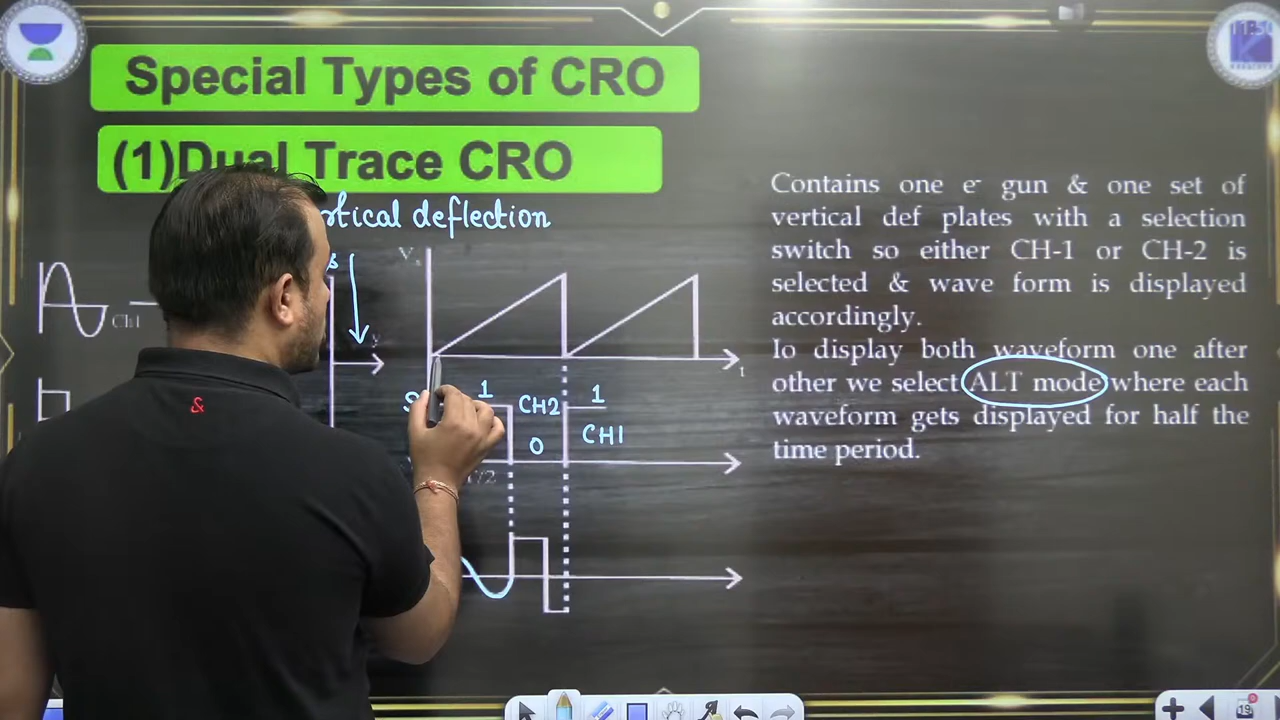 Special Types of CRO
(1)Dual Trace CRO
deflection
Contains one e- gun & one set of
vertical def plates with a selection
switch so either CH-1 or CH-2 is
selected & wave form is displayed
accordingly.
Io display both waveform one after
other we select ALT mode where each
waveform gets displayed for half the
time period.
Ch1
y
t
1
CH2
1
0
CH1
&
19